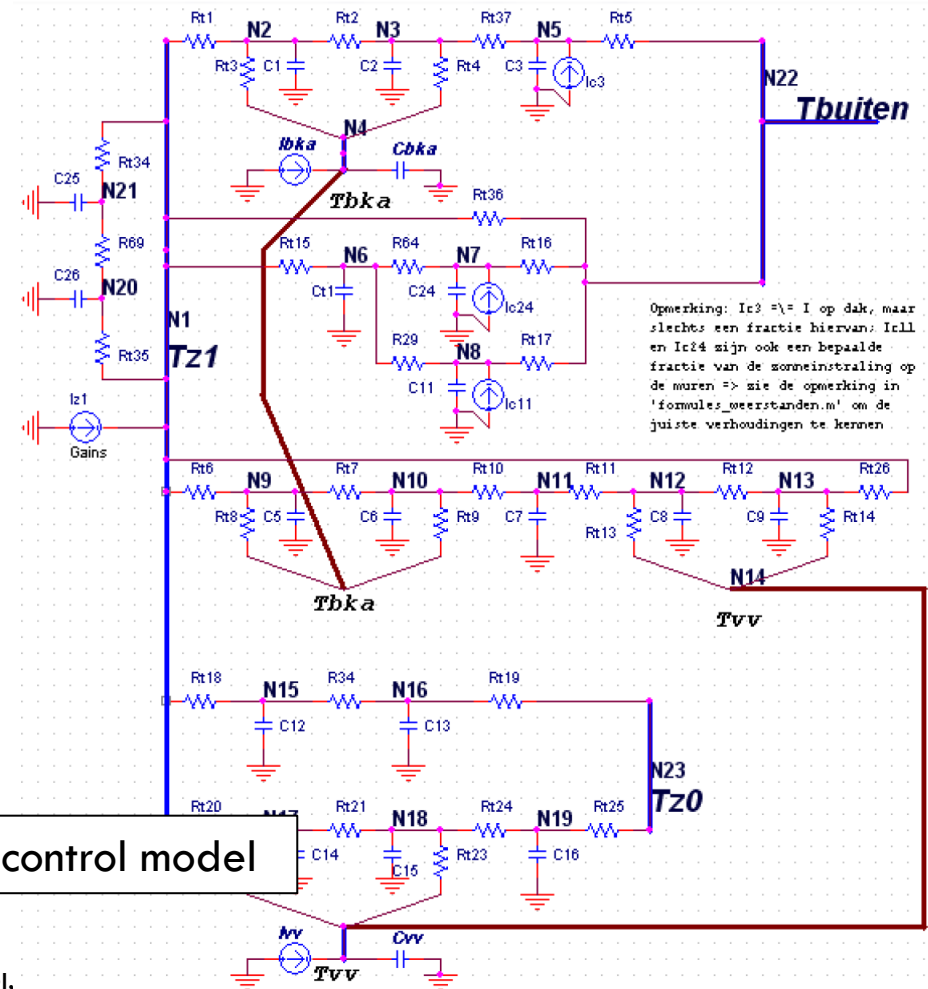 Rt1
N2
Rt2
N3
Rt37
N5
Rt5
Rt3
C1
C2
Rt4
C3
Ic3
N22
Tbuiten
N4
Ibka
Cbka
Tbka
Rt34
C25
N21
R69
C26
N20
Rt35
N1
Tz1
Iz1
Gains
Rt36
Rt15
N6
R64
N7
Rt16
Ct1
C24
Ic24
R29
N8
Rt17
C11
Ic11
Opmerking: Ic3 =\= I op dak, maar
slechts een fractie hiervan; Ic11
en Ic24 zijn ook een bepaalde
fractie van de zonneinstraling op
de muren => zie de opmerking in
'formules_weerstanden.m' om de
juiste verhoudingen te kennen
Rt6
N9
Rt7
N10
Rt10
N11
Rt11
N12
Rt12
N13
Rt26
Rt8
C5
C6
Rt9
C7
Rt13
C8
C9
Rt14
Tbka
N14
Tvv
Rt18
N15
R34
N16
Rt19
C12
C13
N23
Tz0
Rt20
N17
Rt21
N18
Rt24
N19
Rt25
control model
C14
C15
Rt23
C16
Ivv
Cvv
Tvv